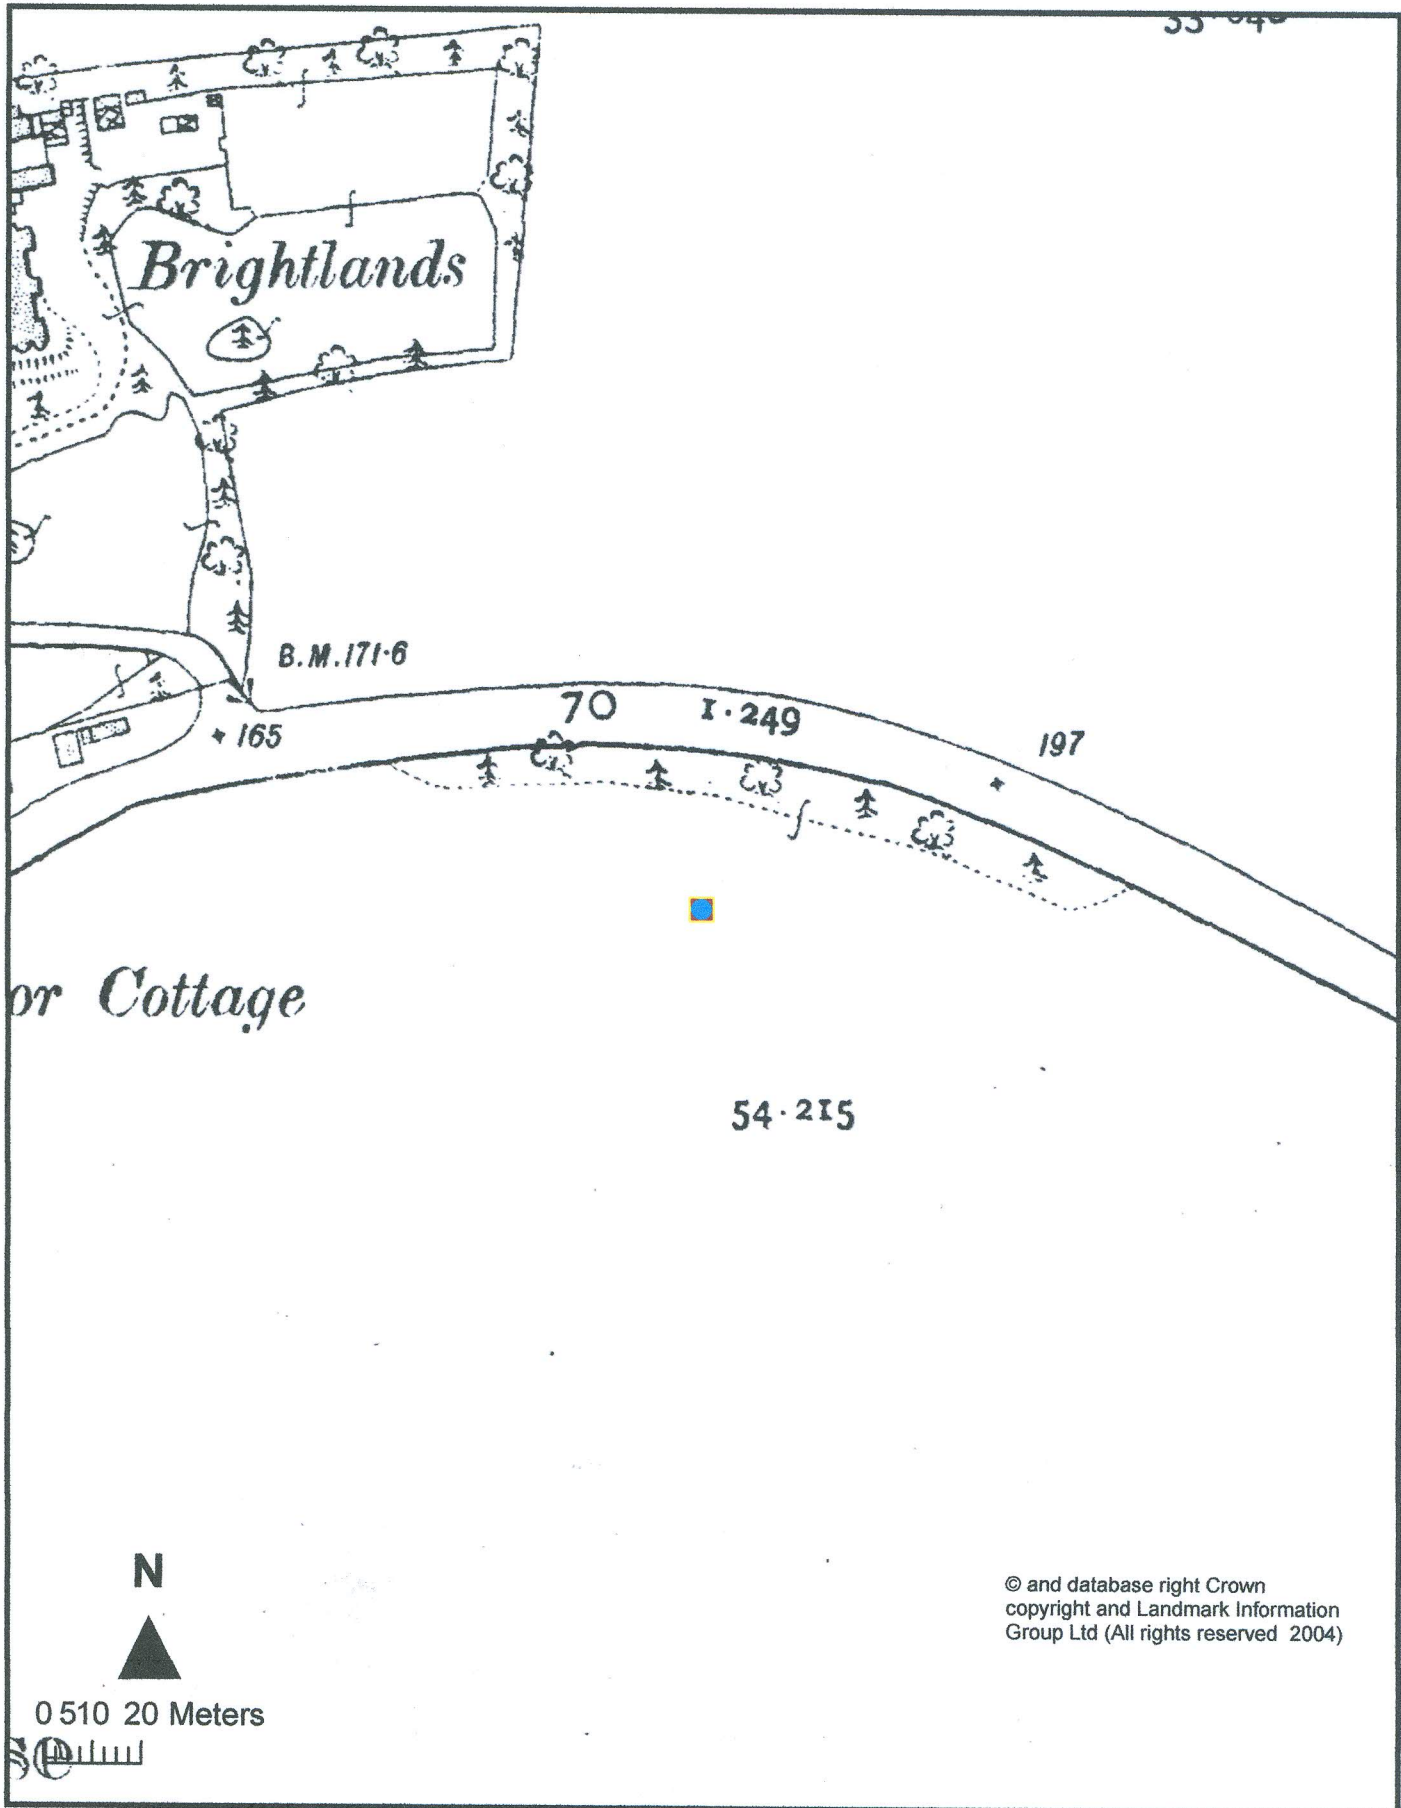 Brightlands
B.M.171·6
70 1·249
165
197
or Cottage
54·215
N
© and database right Crown
copyright and Landmark Information
Group Ltd (All rights reserved 2004)
0 510 20 Meters